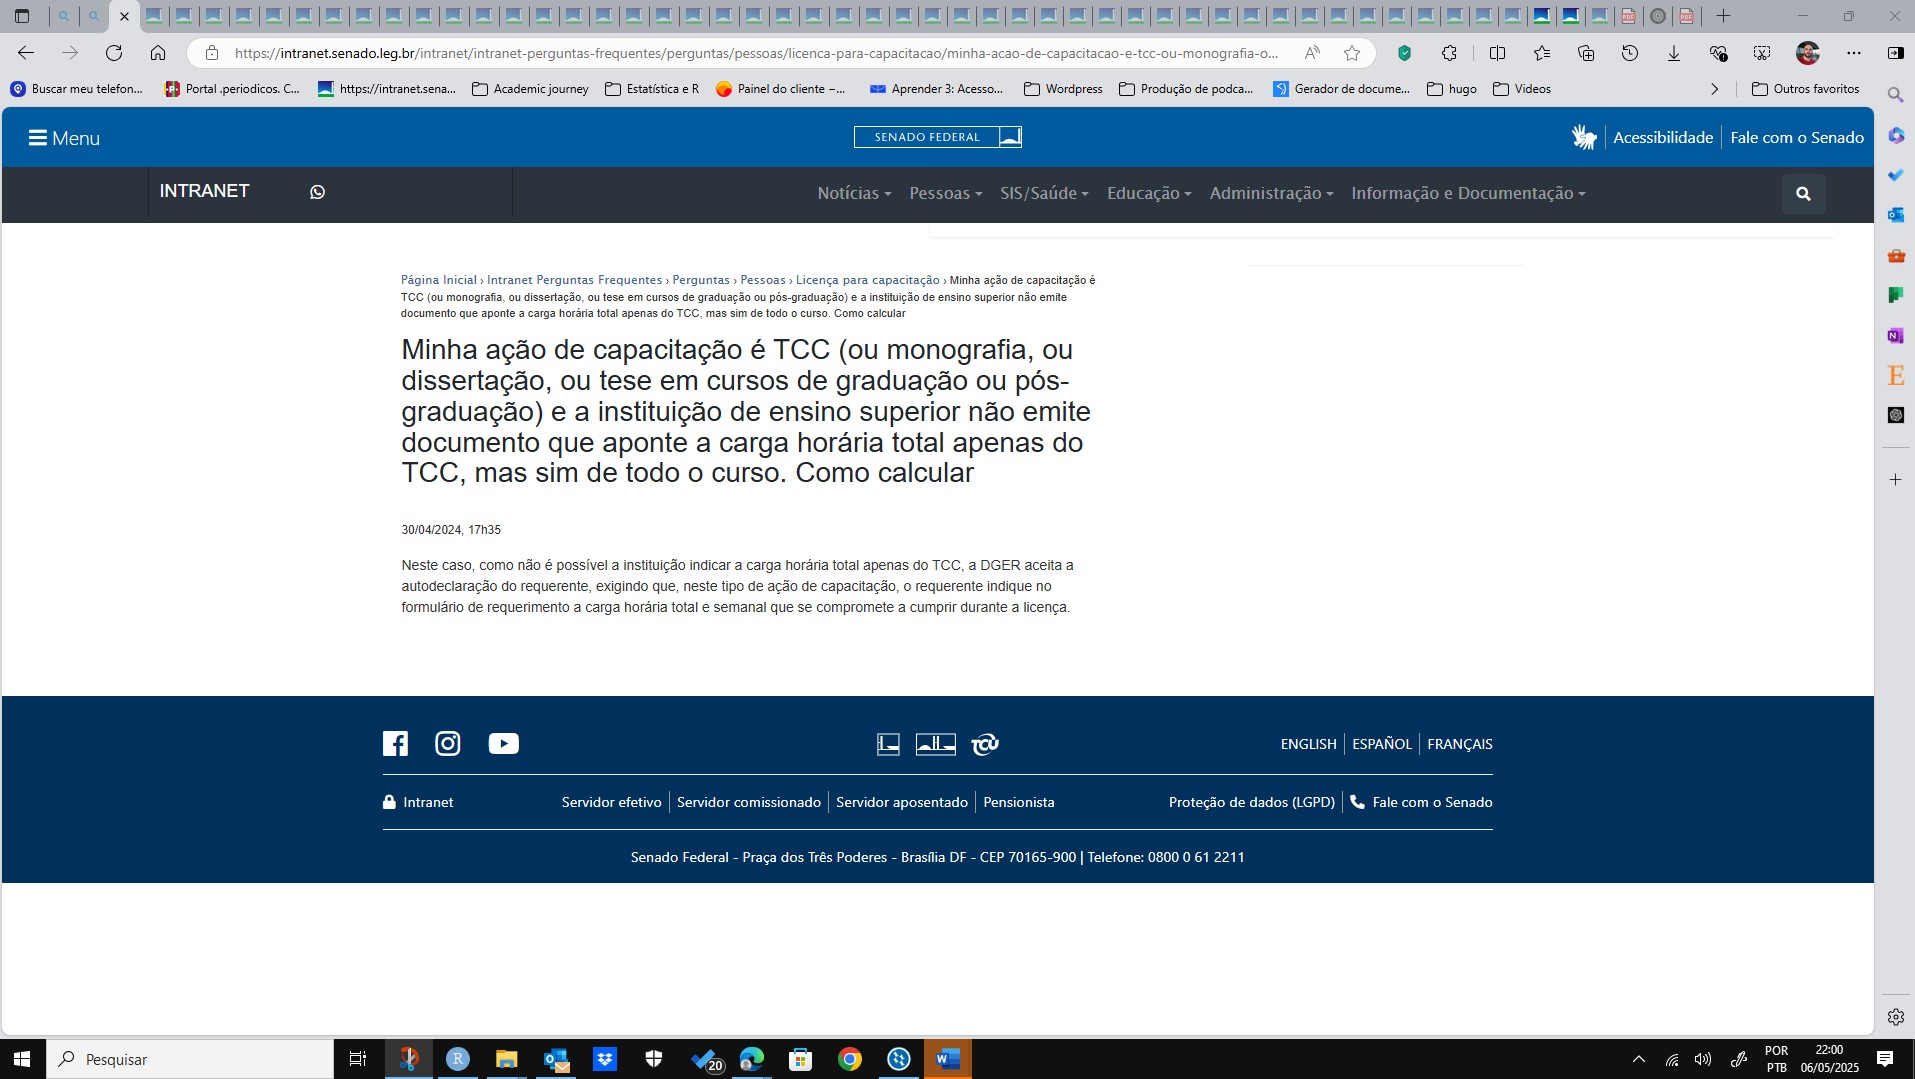 https://intranet.senado.leg.br/intranet/intranet-perguntas-frequentes/perguntas/pessoas/licenca-para-capacitacao/minha-acao-de-capacitacao-e-tcc-ou-monografia-o...
Buscar meu telefon...
Portal .periodicos. C...
https://intranet.sena...
Academic journey
Estatística e R
Painel do cliente –...
Aprender 3: Acesso...
Wordpress
Produção de podca...
Gerador de docume...
hugo
Videos
Outros favoritos
Menu
SENADO FEDERAL
Acessibilidade
Fale com o Senado
INTRANET
Notícias
Pessoas
SIS/Saúde
Educação
Administração
Informação e Documentação
Página Inicial › Intranet Perguntas Frequentes › Perguntas › Pessoas › Licença para capacitação › Minha ação de capacitação é
TCC (ou monografia, ou dissertação, ou tese em cursos de graduação ou pós-graduação) e a instituição de ensino superior não emite
documento que aponte a carga horária total apenas do TCC, mas sim de todo o curso. Como calcular
Minha ação de capacitação é TCC (ou monografia, ou
dissertação, ou tese em cursos de graduação ou pós-
graduação) e a instituição de ensino superior não emite
documento que aponte a carga horária total apenas do
TCC, mas sim de todo o curso. Como calcular
30/04/2024, 17h35
Neste caso, como não é possível a instituição indicar a carga horária total apenas do TCC, a DGER aceita a
autodeclaração do requerente, exigindo que, neste tipo de ação de capacitação, o requerente indique no
formulário de requerimento a carga horária total e semanal que se compromete a cumprir durante a licença.
TCU
ENGLISH
ESPAÑOL
FRANÇAIS
Intranet
Servidor efetivo
Servidor comissionado
Servidor aposentado
Pensionista
Proteção de dados (LGPD)
Fale com o Senado
Senado Federal - Praça dos Três Poderes - Brasília DF - CEP 70165-900 | Telefone: 0800 0 61 2211
Pesquisar
20
POR
PTB
22:00
06/05/2025